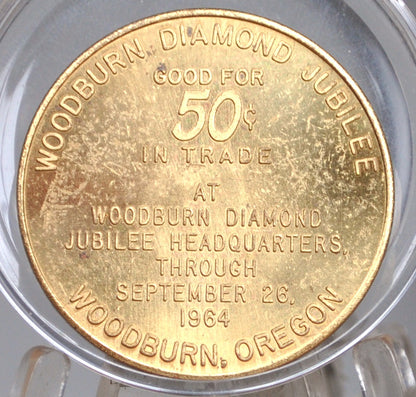 WOODBURN, DIAMOND JUBILEE
GOOD FOR
50¢
IN TRADE
AT
WOODBURN DIAMOND
JUBILEE HEADQUARTERS,
THROUGH
SEPTEMBER 26,
1964
WOODBURN, OREGON